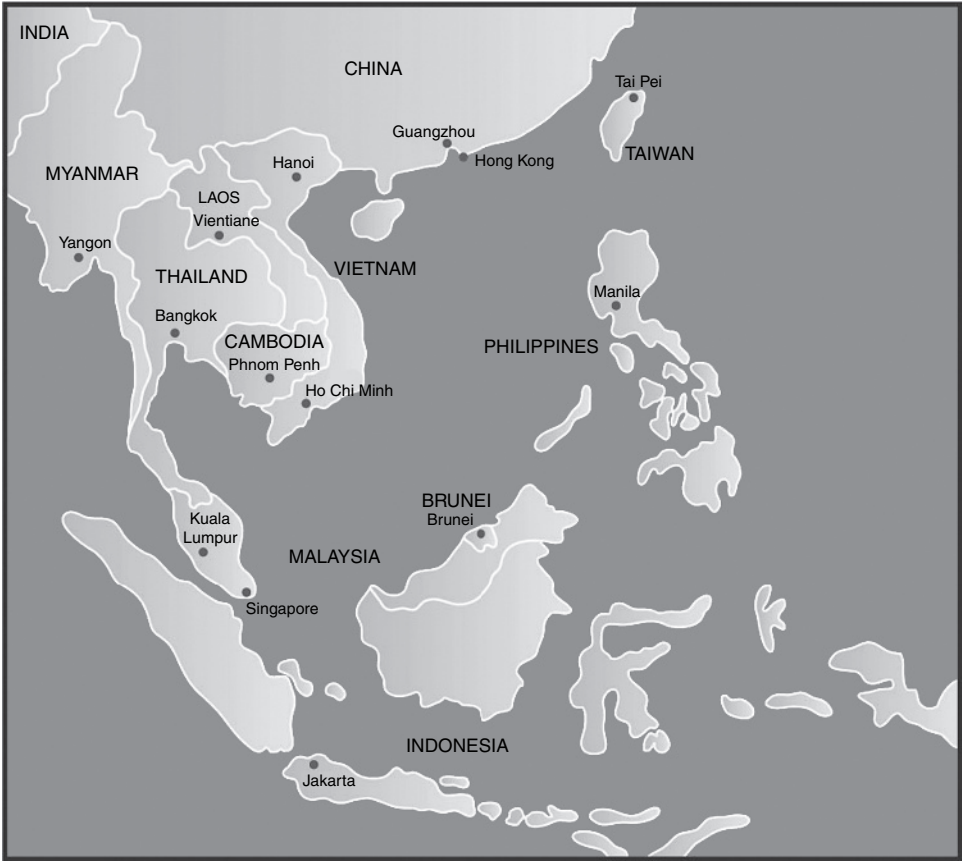 INDIA
CHINA
Tai Pei
Guangzhou
Hong Kong
TAIWAN
Hanoi
MYANMAR
LAOS
Vientiane
Yangon
VIETNAM
THAILAND
Manila
Bangkok
CAMBODIA
PHILIPPINES
Phnom Penh
Ho Chi Minh
BRUNEI
Brunei
Kuala
Lumpur
MALAYSIA
Singapore
INDONESIA
Jakarta